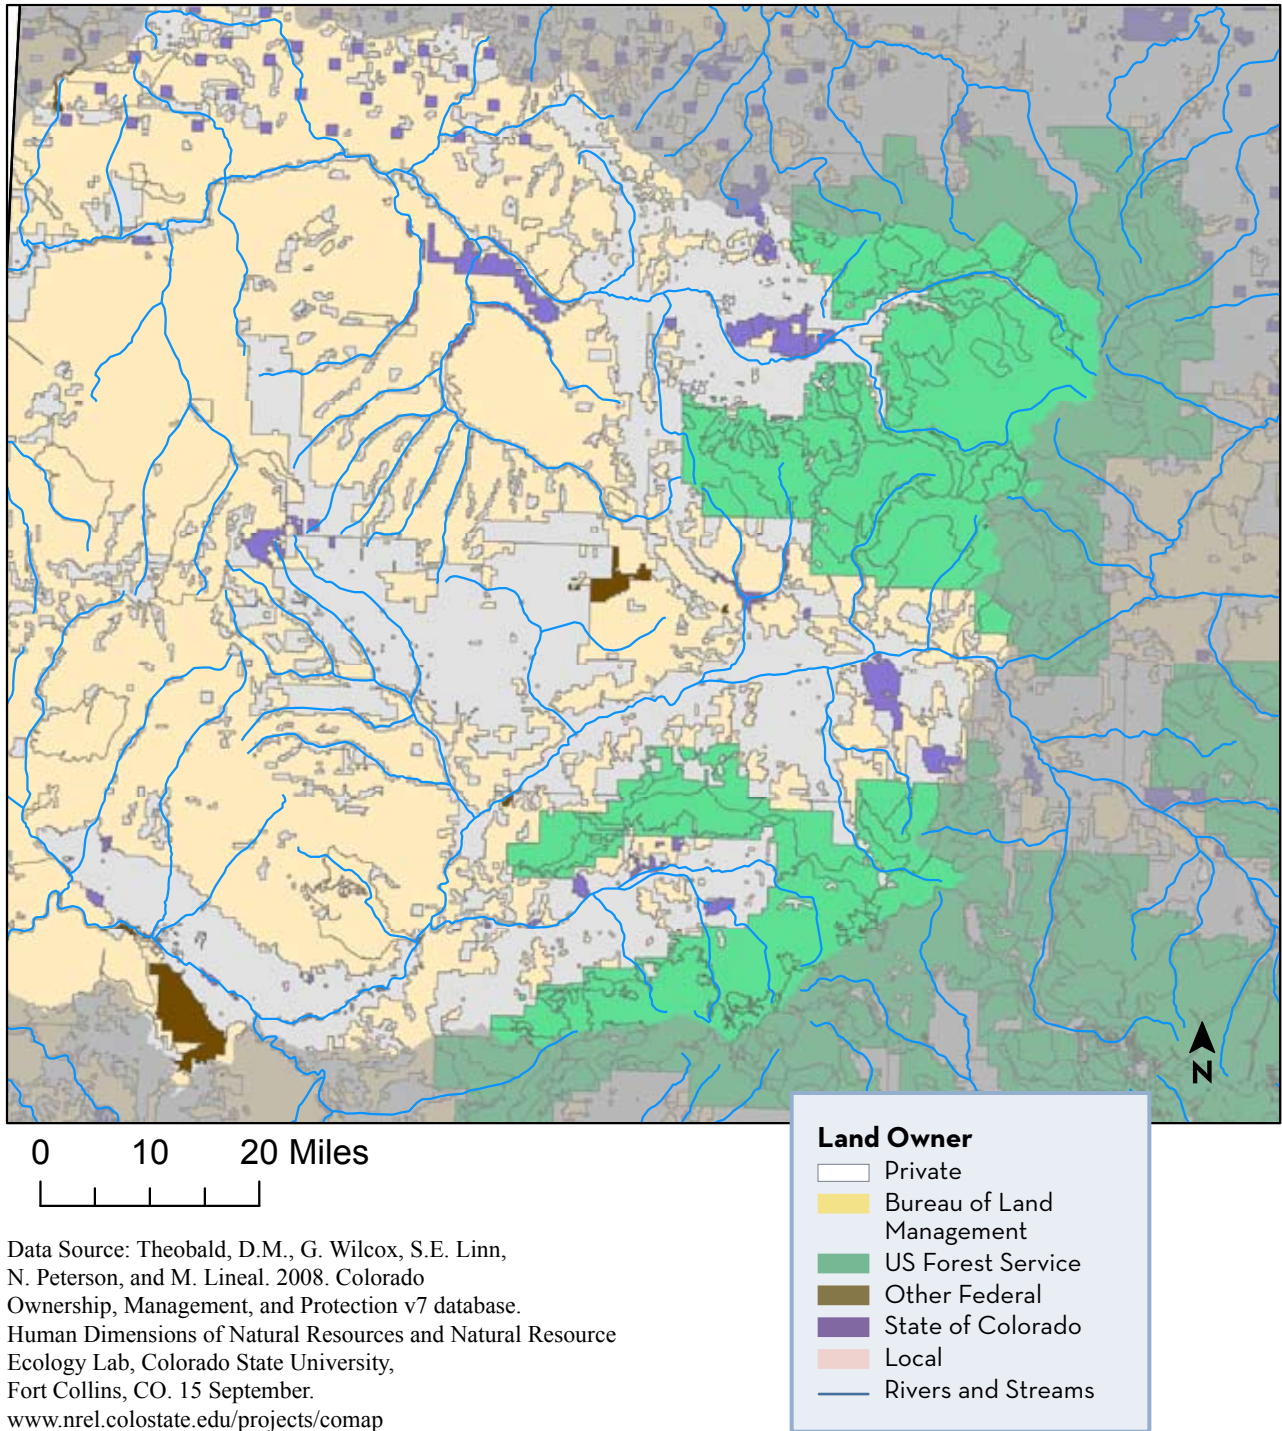 N
0 10 20 Miles
Land Owner
Private
Bureau of Land
Management
US Forest Service
Other Federal
State of Colorado
Local
Rivers and Streams
Data Source: Theobald, D.M., G. Wilcox, S.E. Linn,
N. Peterson, and M. Lineal. 2008. Colorado
Ownership, Management, and Protection v7 database.
Human Dimensions of Natural Resources and Natural Resource
Ecology Lab, Colorado State University,
Fort Collins, CO. 15 September.
www.nrel.colostate.edu/projects/comap